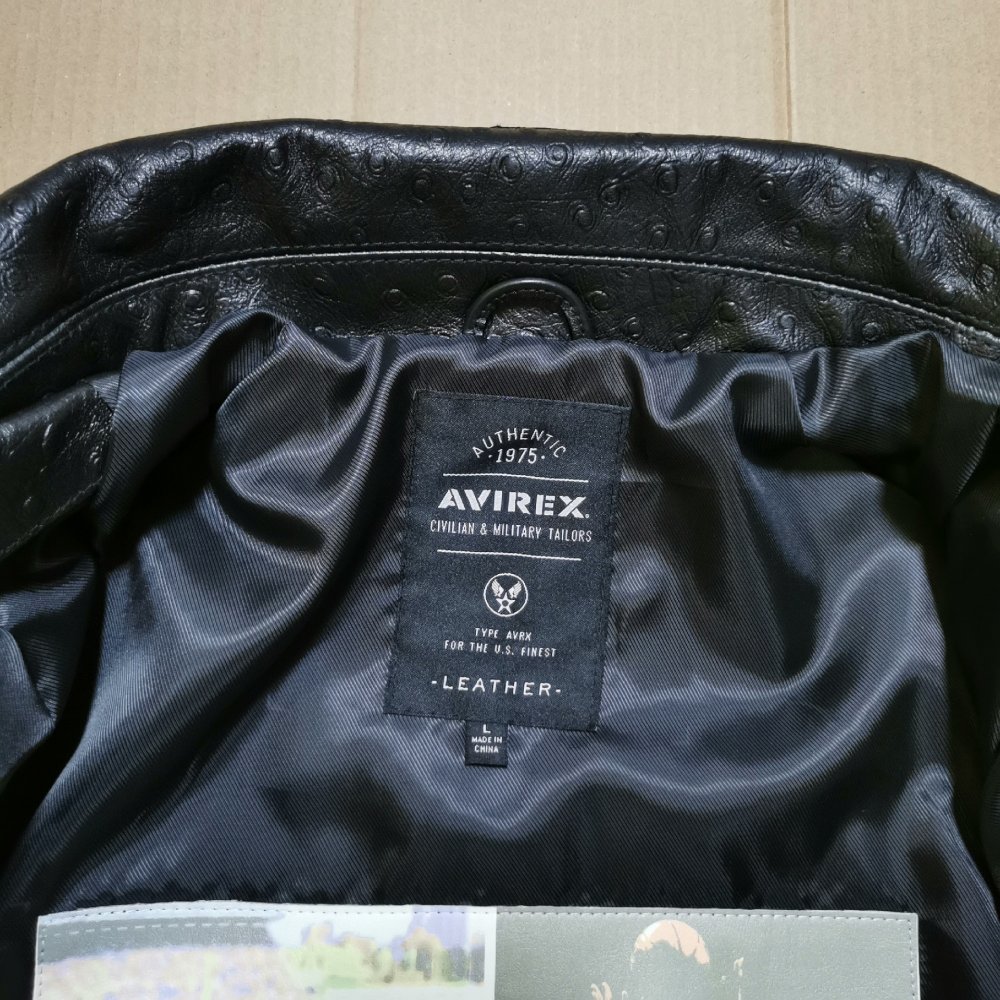 AUTHENTIC
·1975·
AVIREX
CIVILIAN & MILITARY TAILORS
TYPE AVRX
FOR THE U.S. FINEST
-LEATHER-
L
MADE IN
CHINA